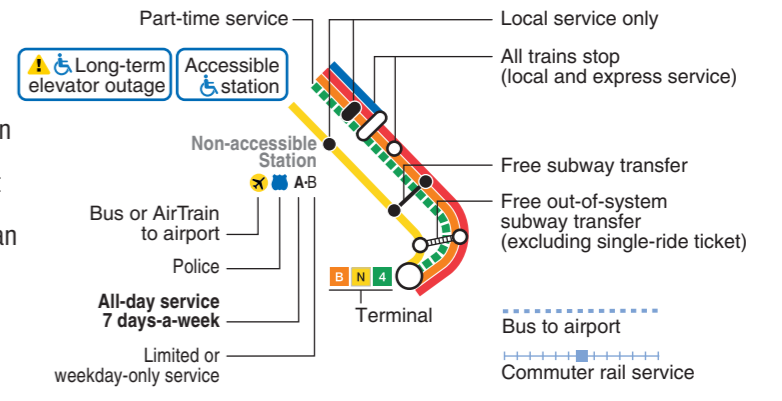 Part-time service
Local service only
Long-term
elevator outage
Accessible
station
All trains stop
(local and express service)
Non-accessible
Station
A•B
Free subway transfer
Free out-of-system
subway transfer
(excluding single-ride ticket)
Bus or AirTrain
to airport
Police
All-day service
7 days-a-week
Limited or
weekday-only service
B N 4
Terminal
Bus to airport
Commuter rail service